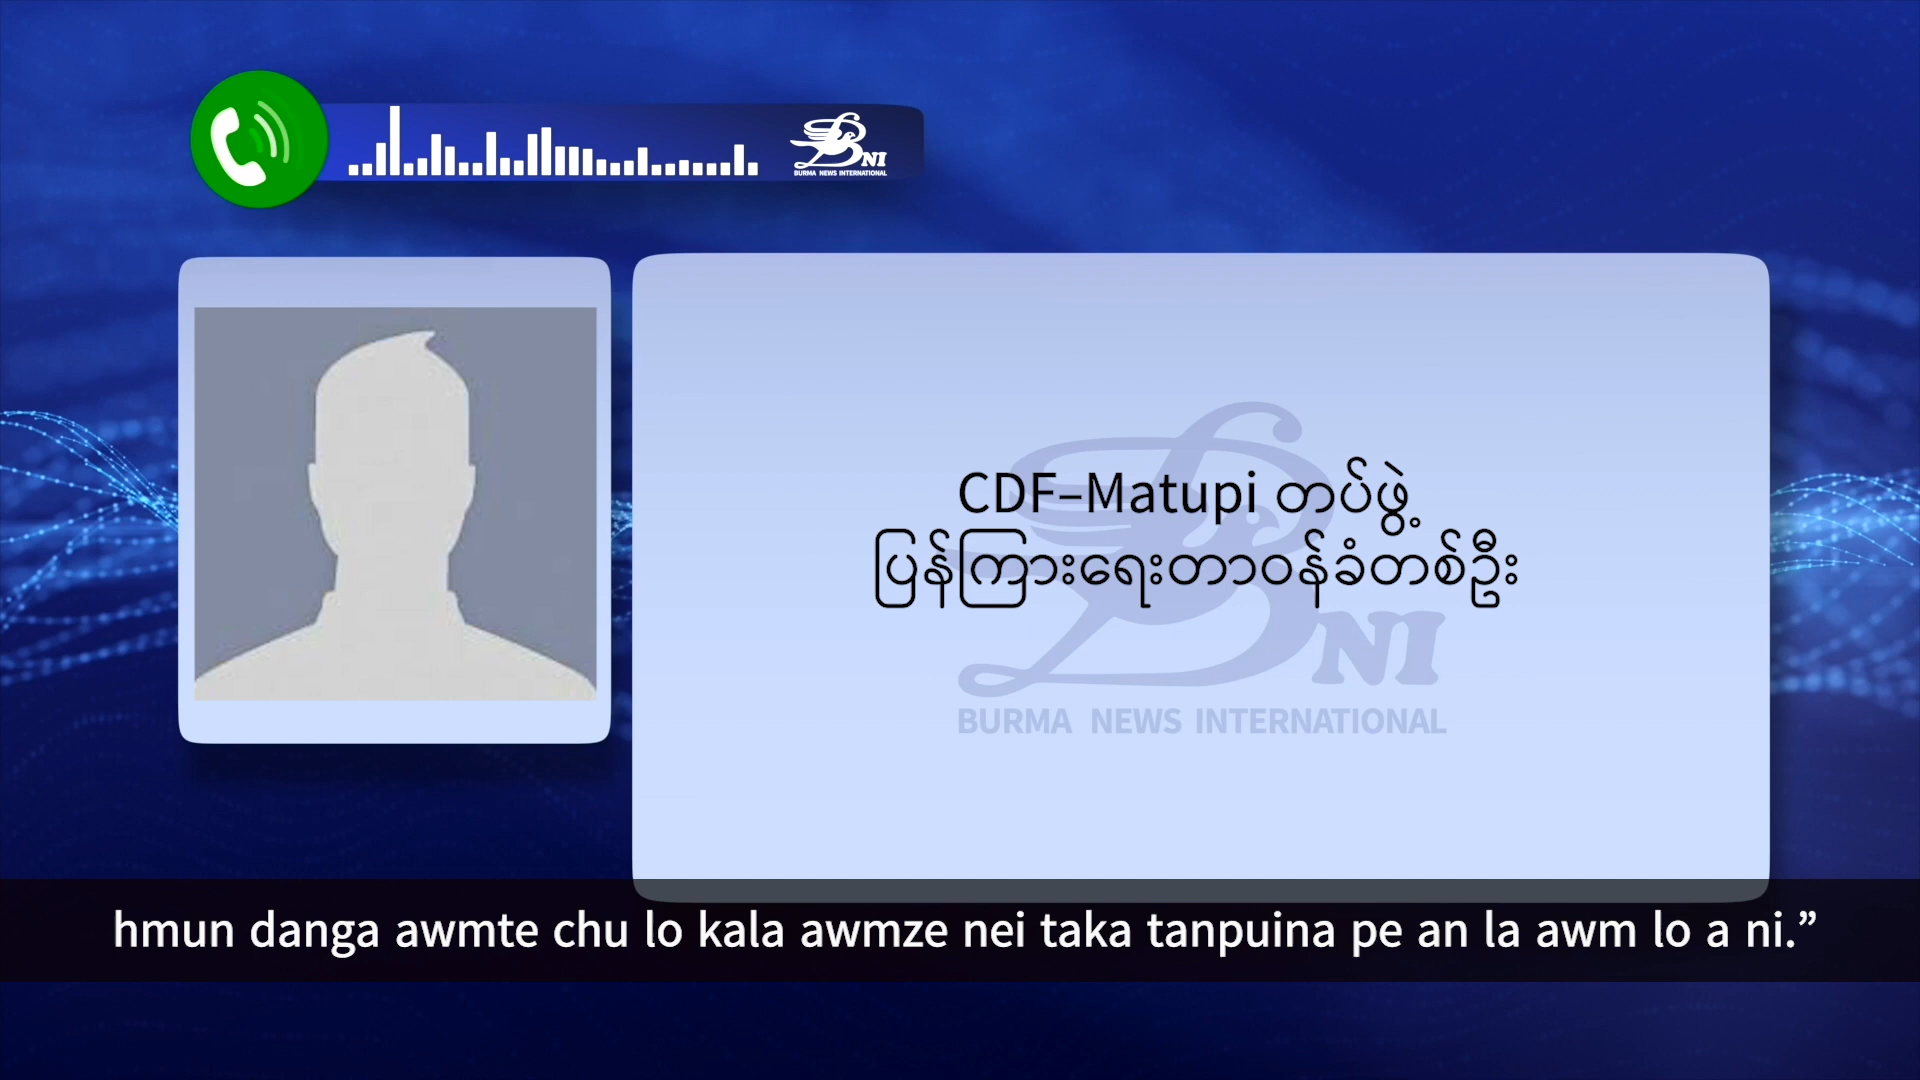 BNI
BURMA NEWS INTERNATIONAL
CDF–Matupi တပ်ဖွဲ့
ပြန်ကြားရေးတာဝန်ခံတစ်ဦး
BNI
BURMA NEWS INTERNATIONAL
hmun danga awmte chu lo kala awmze nei taka tanpuina pe an la awm lo a ni.”